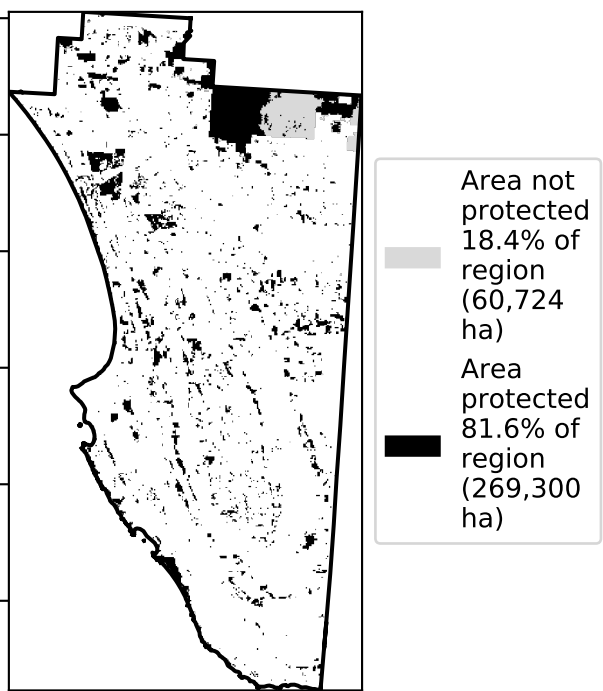 Area not
protected
18.4% of
region
(60,724
ha)
Area
protected
81.6% of
region
(269,300
ha)